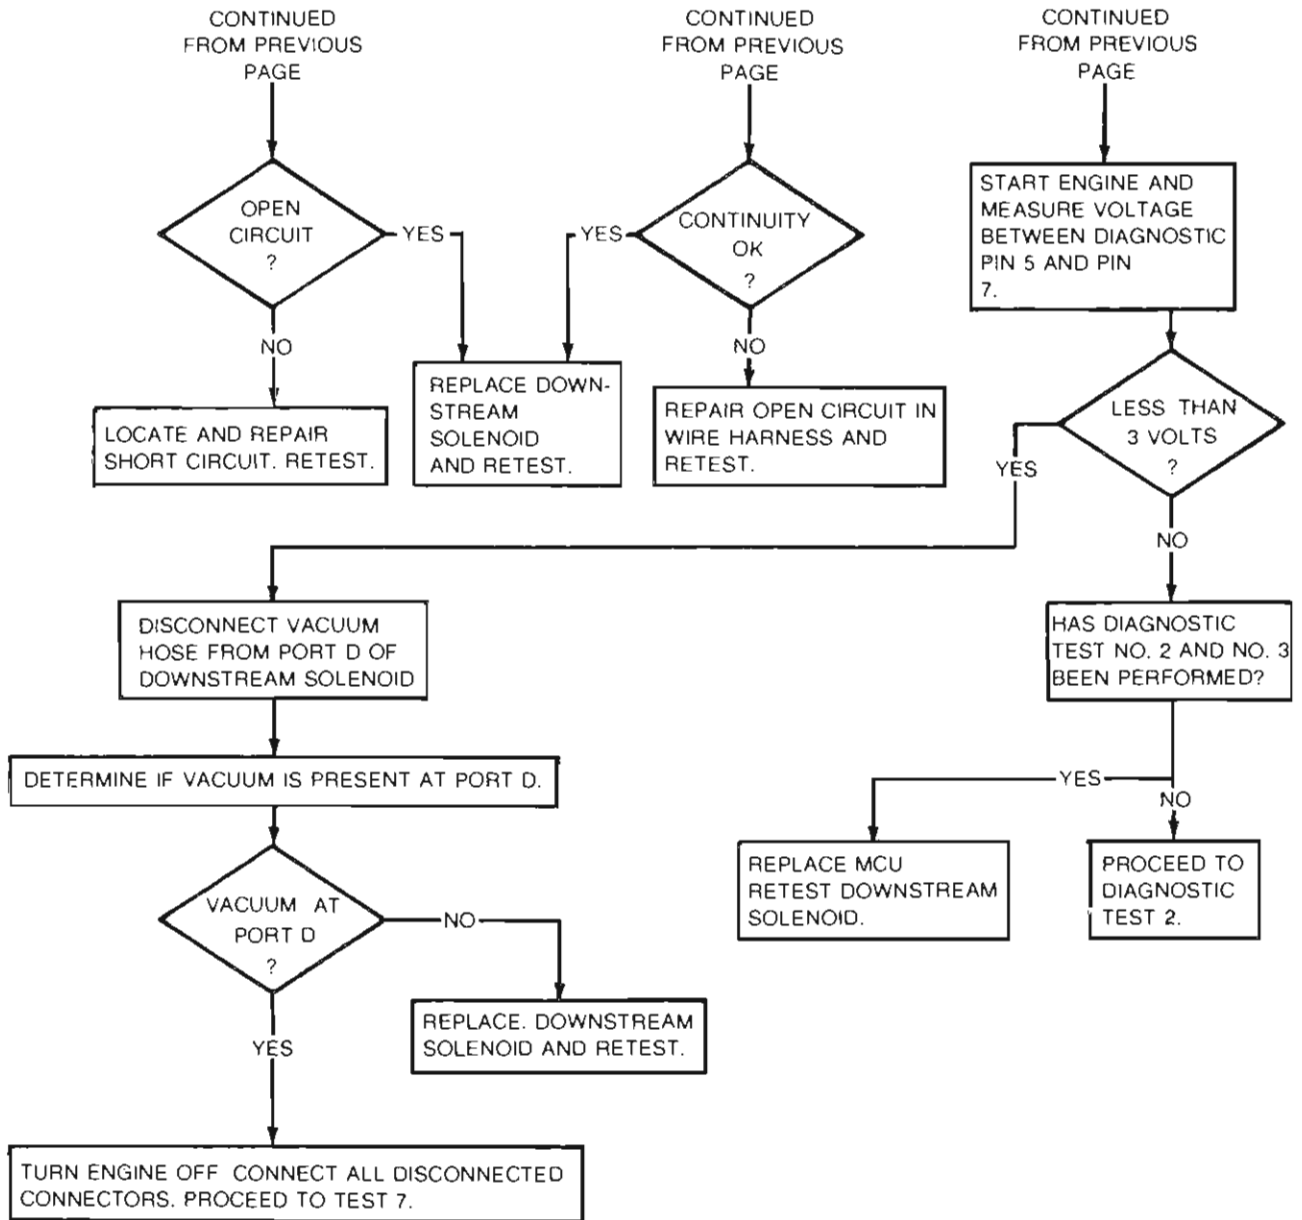 CONTINUED
FROM PREVIOUS
PAGE
CONTINUED
FROM PREVIOUS
PAGE
CONTINUED
FROM PREVIOUS
PAGE
OPEN
CIRCUIT
?
YES
NO
LOCATE AND REPAIR
SHORT CIRCUIT. RETEST.
REPLACE DOWN-
STREAM
SOLENOID
AND RETEST.
YES
CONTINUITY
OK
?
NO
REPAIR OPEN CIRCUIT IN
WIRE HARNESS AND
RETEST.
START ENGINE AND
MEASURE VOLTAGE
BETWEEN DIAGNOSTIC
PIN 5 AND PIN
7.
LESS THAN
3 VOLTS
?
YES
NO
DISCONNECT VACUUM
HOSE FROM PORT D OF
DOWNSTREAM SOLENOID
DETERMINE IF VACUUM IS PRESENT AT PORT D.
VACUUM AT
PORT D
?
NO
REPLACE. DOWNSTREAM
SOLENOID AND RETEST.
YES
TURN ENGINE OFF CONNECT ALL DISCONNECTED
CONNECTORS. PROCEED TO TEST 7.
HAS DIAGNOSTIC
TEST NO. 2 AND NO. 3
BEEN PERFORMED?
YES
NO
REPLACE MCU
RETEST DOWNSTREAM
SOLENOID.
PROCEED TO
DIAGNOSTIC
TEST 2.